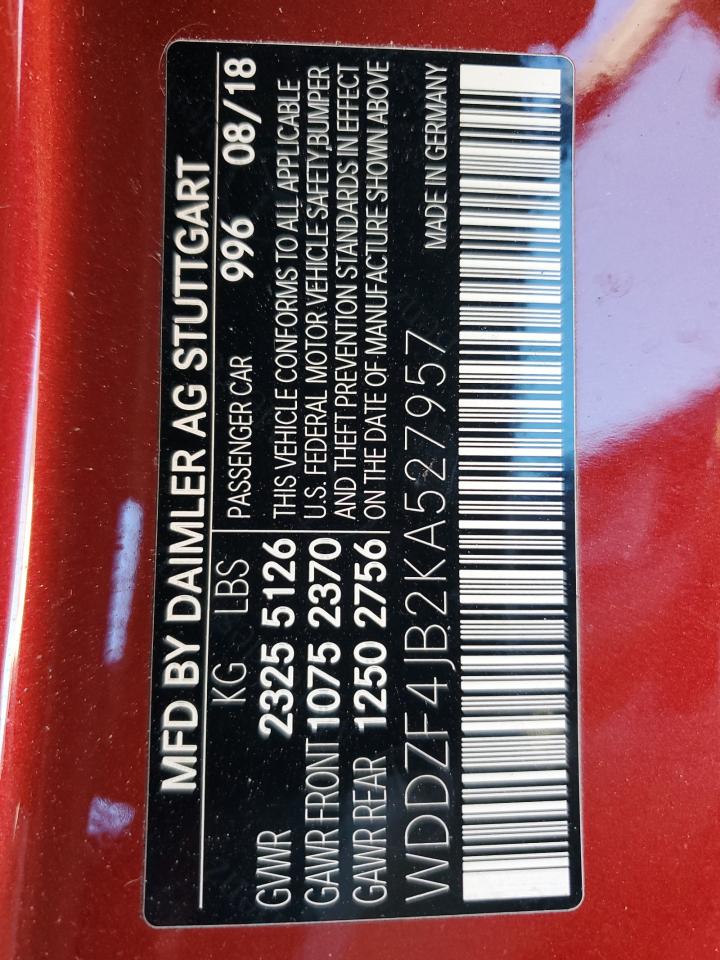 MFD BY DAIMLER AG STUTTGART
KG LBS
GVWR 2325 5126
GAWR FRONT 1075 2370
GAWR REAR 1250 2756
PASSENGER CAR 996 08/18
THIS VEHICLE CONFORMS TO ALL APPLICABLE
U.S. FEDERAL MOTOR VEHICLE SAFETY,BUMPER
AND THEFT PREVENTION STANDARDS IN EFFECT
ON THE DATE OF MANUFACTURE SHOWN ABOVE
WDDZF4JB2KA527957
MADE IN GERMANY